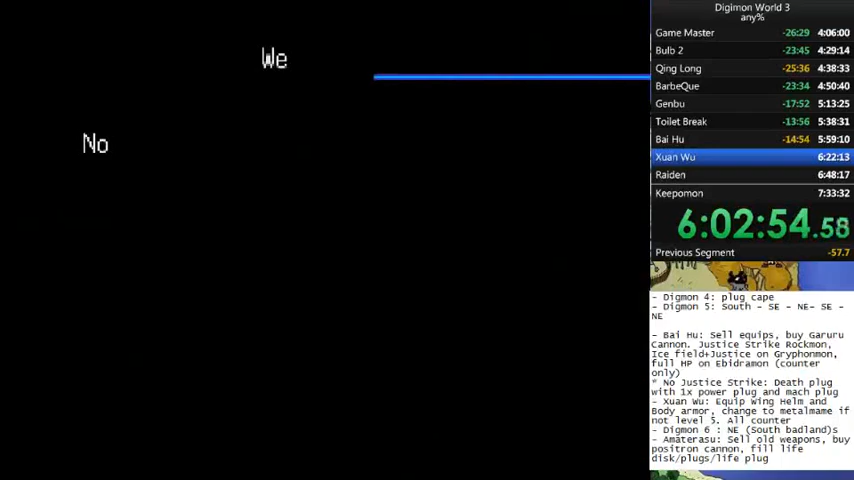 We
No
Digimon World 3
any%
Game Master -26:29 4:06:00
Bulb 2 -23:45 4:29:14
Qing Long -25:36 4:38:33
BarbeQue -23:34 4:50:40
Genbu -17:52 5:13:25
Toilet Break -13:56 5:38:31
Bai Hu -14:54 5:59:10
Xuan Wu 6:22:13
Raiden 6:48:17
Keepomon 7:33:32
6:02:54.58
Previous Segment -57.7
- Digmon 4: plug cape
- Digmon 5: South - SE - NE- SE -
NE
- Bai Hu: Sell equips, buy Garuru
Cannon. Justice Strike Rockmon,
Ice field+Justice on Gryphonmon,
full HP on Ebidramon (counter
only)
* No Justice Strike: Death plug
with 1x power plug and mach plug
- Xuan Wu: Equip Wing Helm and
Body armor, change to metalmame if
not level 5. All counter
- Digmon 6 : NE (South badland)s
- Amaterasu: Sell old weapons, buy
positron cannon, fill life
disk/plugs/life plug